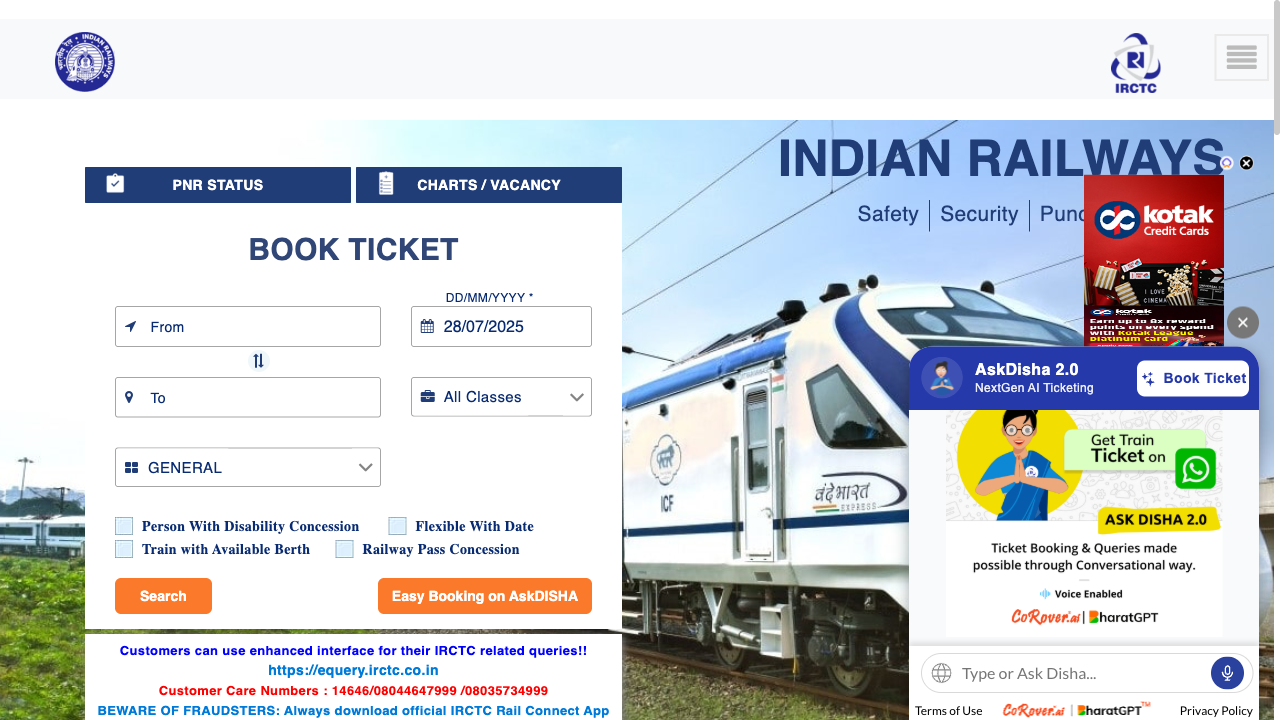 IRCTC
INDIAN RAILWAYS
Safety | Security | Punc
PNR STATUS
CHARTS / VACANCY
BOOK TICKET
DD/MM/YYYY *
From
28/07/2025
To
All Classes
GENERAL
Person With Disability Concession
Flexible With Date
Train with Available Berth
Railway Pass Concession
Search
Easy Booking on AskDISHA
Customers can use enhanced interface for their IRCTC related queries!!
https://equery.irctc.co.in
Customer Care Numbers : 14646/08044647999 /08035734999
BEWARE OF FRAUDSTERS: Always download official IRCTC Rail Connect App
ICF
वंदे भारत
EXPRESS
kotak
Credit Cards
I LOVE
CINEMA
kotak
Earn up to 8x reward
points on every spend
with Kotak League
Platinum card
AskDisha 2.0
NextGen AI Ticketing
Book Ticket
Get Train
Ticket on
ASK DISHA 2.0
Ticket Booking & Queries made
possible through Conversational way.
Voice Enabled
CoRover.ai | BharatGPT
Type or Ask Disha...
Terms of Use
CoRover.ai | BharatGPT™
Privacy Policy